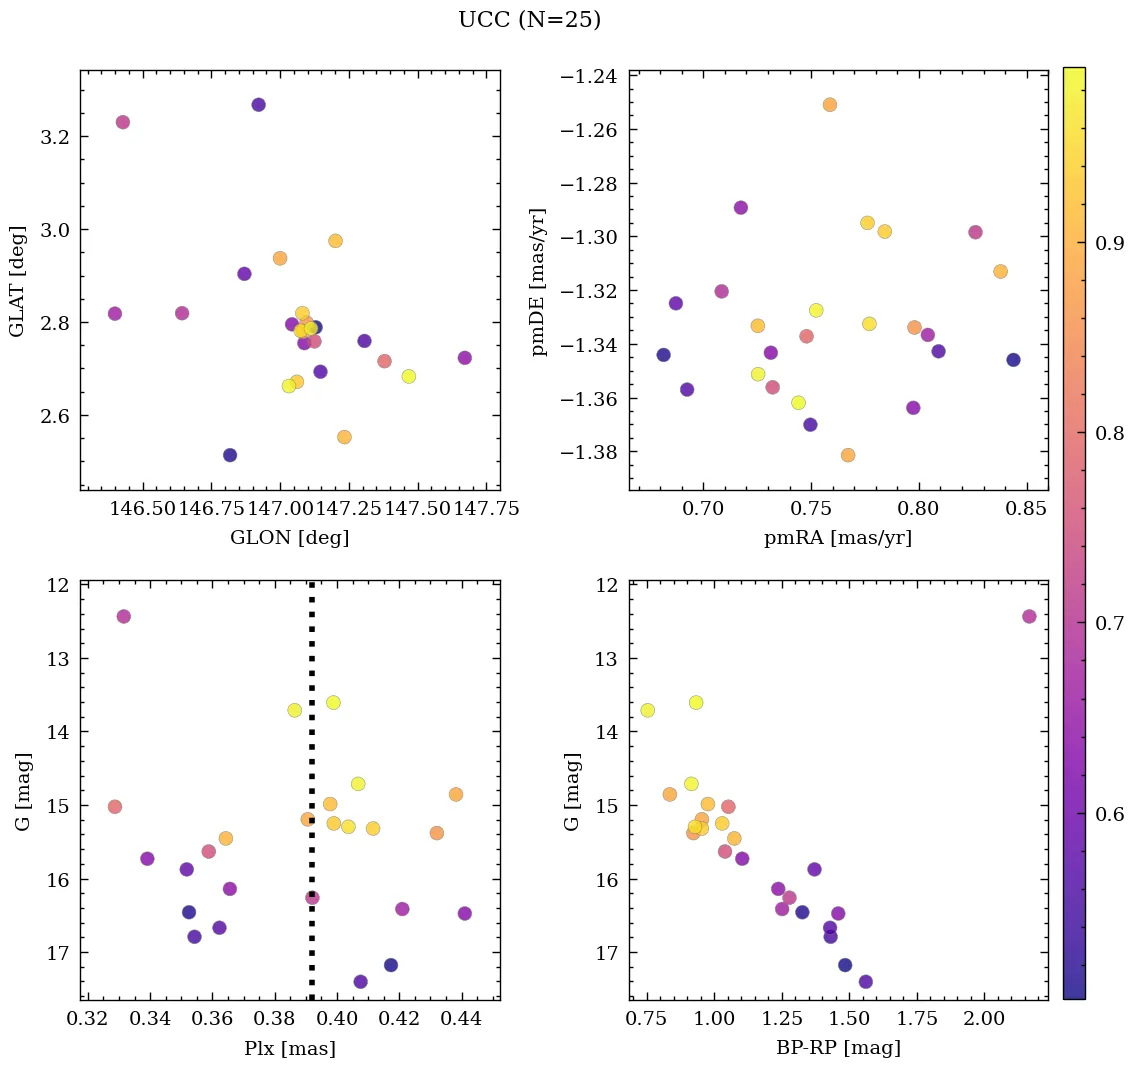 UCC (N=25)
3.2
3.0
2.8
2.6
GLAT [deg]
146.50 146.75 147.00 147.25 147.50 147.75
GLON [deg]
−1.24
−1.26
−1.28
−1.30
−1.32
−1.34
−1.36
−1.38
pmDE [mas/yr]
0.70 0.75 0.80 0.85
pmRA [mas/yr]
0.9
0.8
0.7
0.6
12
13
14
15
16
17
G [mag]
0.32 0.34 0.36 0.38 0.40 0.42 0.44
Plx [mas]
12
13
14
15
16
17
G [mag]
0.75 1.00 1.25 1.50 1.75 2.00
BP-RP [mag]